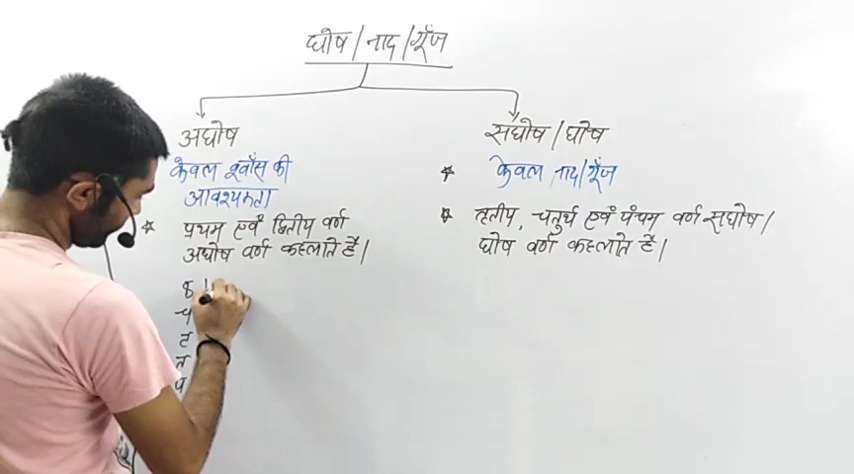 घोष/नाद/गूँज
अघोष
केवल श्वाँस की
आवश्यकता
* प्रथम एवं द्वितीय वर्ण
अघोष वर्ण कहलाते हैं।
च
ट
त
प
सघोष/घोष
* केवल नाद/गूँज
* तृतीय, चतुर्थ एवं पंचम वर्ण सघोष/
घोष वर्ण कहलाते हैं।